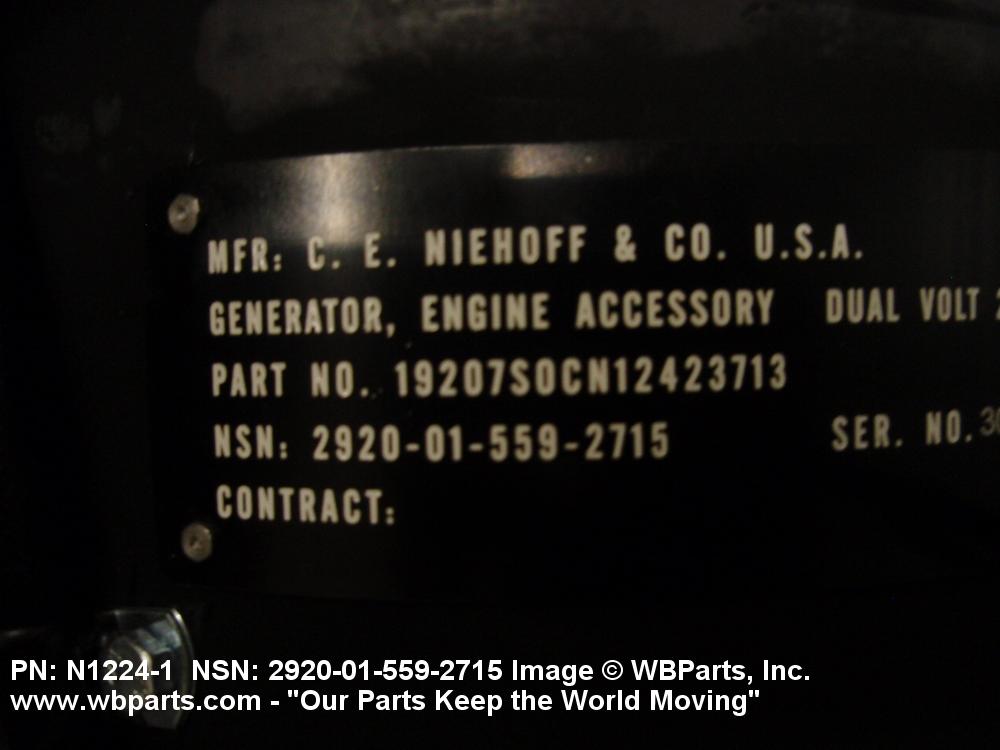 MFR: C. E. NIEHOFF & CO. U.S.A.
GENERATOR, ENGINE ACCESSORY DUAL VOLT
PART NO. 19207SOCN12423713
NSN: 2920-01-559-2715 SER. NO.
CONTRACT:
PN: N1224-1 NSN: 2920-01-559-2715 Image © WBParts, Inc.
www.wbparts.com - "Our Parts Keep the World Moving"